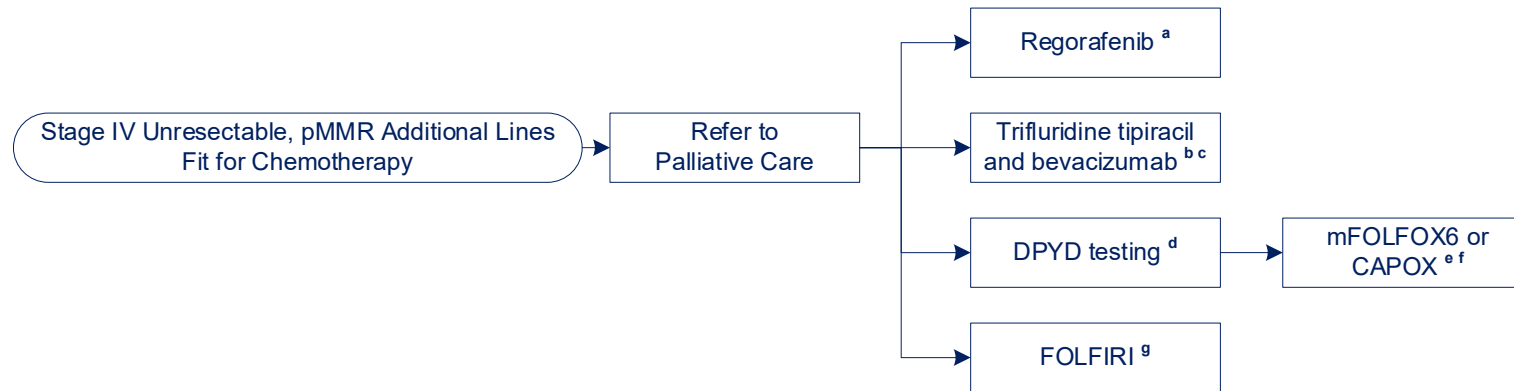 Stage IV Unresectable, pMMR Additional Lines
Fit for Chemotherapy
Refer to
Palliative Care
Regorafenib a
Trifluridine tipiracil
and bevacizumab b c
DPYD testing d
mFOLFOX6 or
CAPOX e f
FOLFIRI g